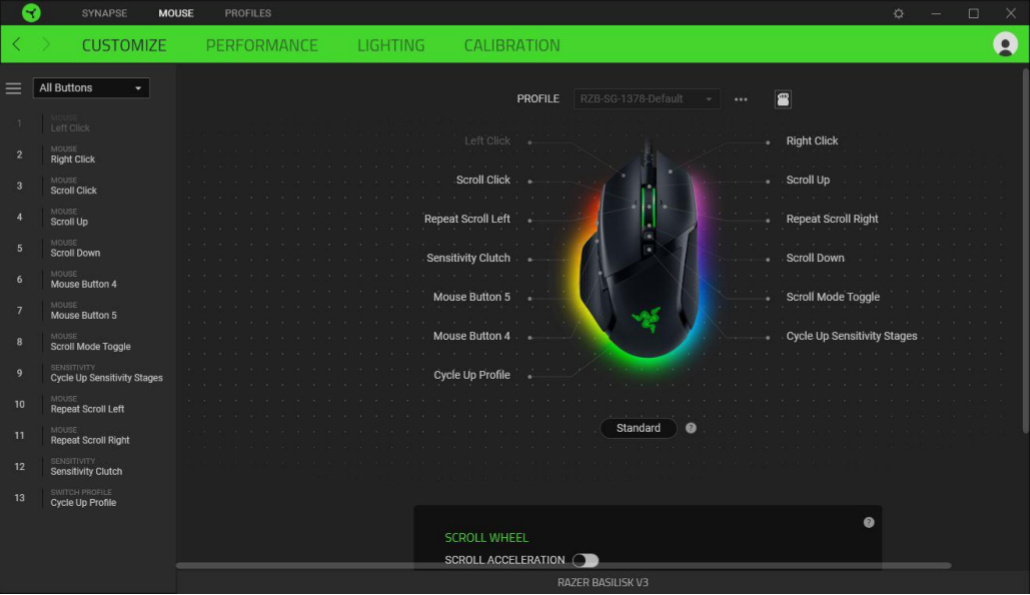 SYNAPSE MOUSE PROFILES
CUSTOMIZE PERFORMANCE LIGHTING CALIBRATION
All Buttons
1 MOUSE
Left Click
2 MOUSE
Right Click
3 MOUSE
Scroll Click
4 MOUSE
Scroll Up
5 MOUSE
Scroll Down
6 MOUSE
Mouse Button 4
7 MOUSE
Mouse Button 5
8 MOUSE
Scroll Mode Toggle
9 SENSITIVITY
Cycle Up Sensitivity Stages
10 MOUSE
Repeat Scroll Left
11 MOUSE
Repeat Scroll Right
12 SENSITIVITY
Sensitivity Clutch
13 SWITCH PROFILE
Cycle Up Profile
PROFILE RZB-SG-1378-Default
Left Click Right Click
Scroll Click Scroll Up
Repeat Scroll Left Repeat Scroll Right
Sensitivity Clutch Scroll Down
Mouse Button 5 Scroll Mode Toggle
Mouse Button 4 Cycle Up Sensitivity Stages
Cycle Up Profile
Standard ?
?
SCROLL WHEEL
SCROLL ACCELERATION
RAZER BASILISK V3